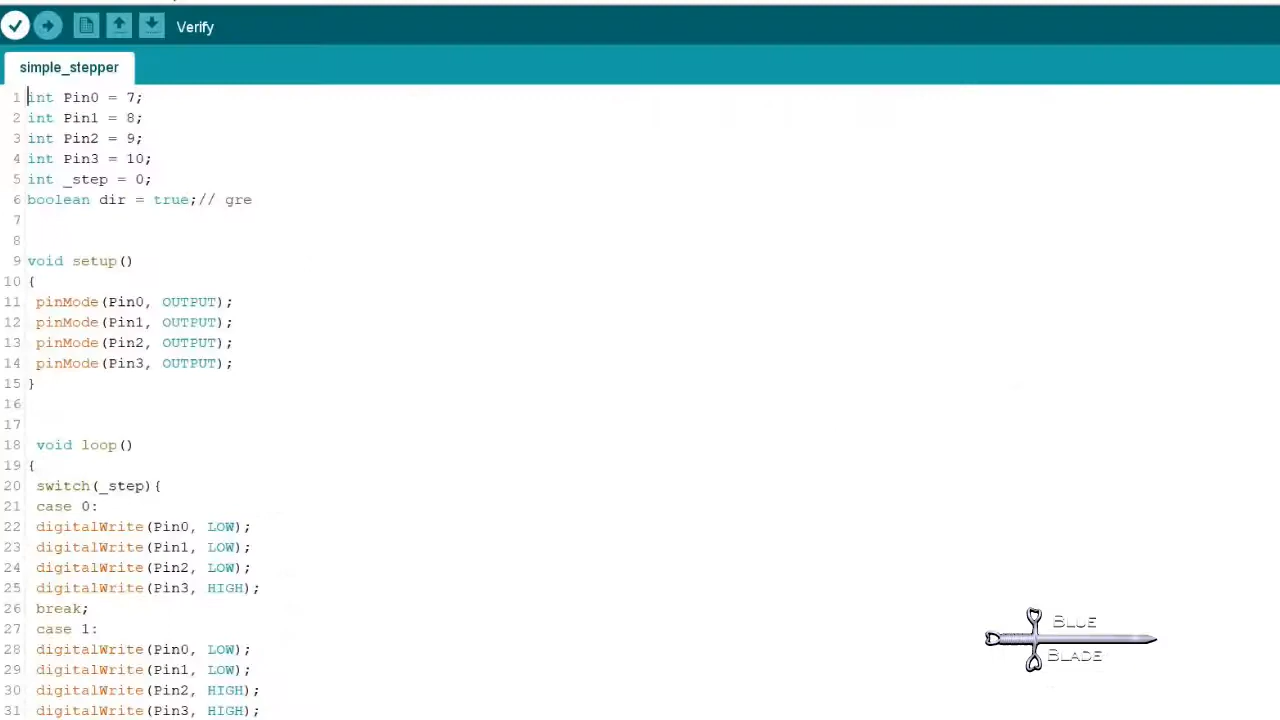 Verify
simple_stepper
1 int Pin0 = 7;
2 int Pin1 = 8;
3 int Pin2 = 9;
4 int Pin3 = 10;
5 int _step = 0;
6 boolean dir = true;// gre
7
8
9 void setup()
10 {
11 pinMode(Pin0, OUTPUT);
12 pinMode(Pin1, OUTPUT);
13 pinMode(Pin2, OUTPUT);
14 pinMode(Pin3, OUTPUT);
15 }
16
17
18 void loop()
19 {
20 switch(_step){
21 case 0:
22 digitalWrite(Pin0, LOW);
23 digitalWrite(Pin1, LOW);
24 digitalWrite(Pin2, LOW);
25 digitalWrite(Pin3, HIGH);
26 break;
27 case 1:
28 digitalWrite(Pin0, LOW);
29 digitalWrite(Pin1, LOW);
30 digitalWrite(Pin2, HIGH);
31 digitalWrite(Pin3, HIGH);
BLUE
BLADE